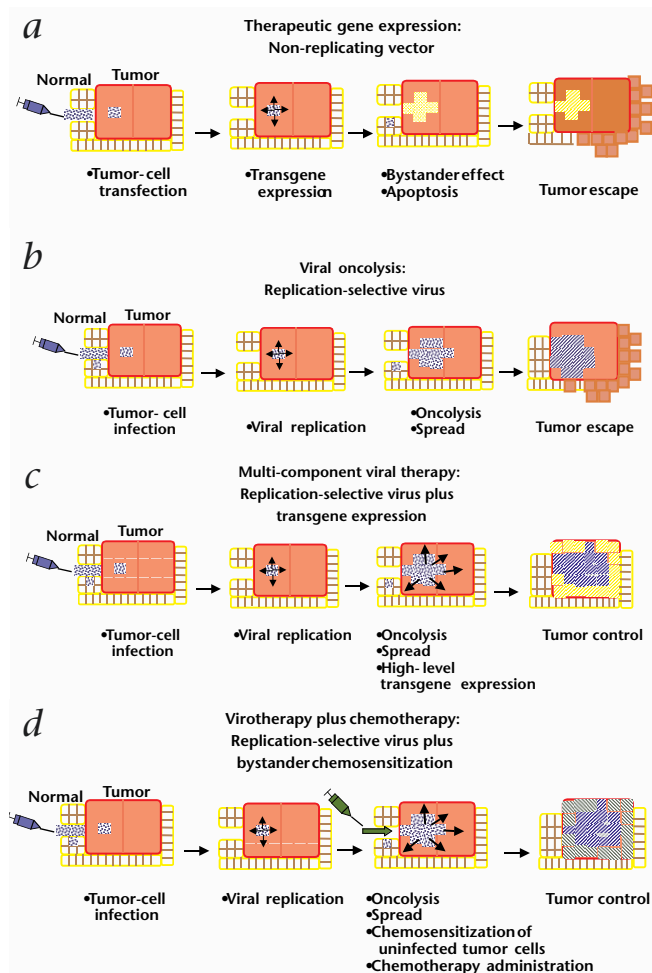 a
Therapeutic gene expression:
Non-replicating vector
Normal
Tumor
•Tumor-cell
transfection
•Transgene
expression
•Bystander effect
•Apoptosis
Tumor escape
b
Viral oncolysis:
Replication-selective virus
Normal
Tumor
•Tumor- cell
infection
•Viral replication
•Oncolysis
•Spread
Tumor escape
c
Multi-component viral therapy:
Replication-selective virus plus
transgene expression
Normal
Tumor
•Tumor-cell
infection
•Viral replication
•Oncolysis
•Spread
•High- level
transgene expression
Tumor control
d
Virotherapy plus chemotherapy:
Replication-selective virus plus
bystander chemosensitization
Normal
Tumor
•Tumor-cell
infection
•Viral replication
•Oncolysis
•Spread
•Chemosensitization of
uninfected tumor cells
•Chemotherapy administration
Tumor control